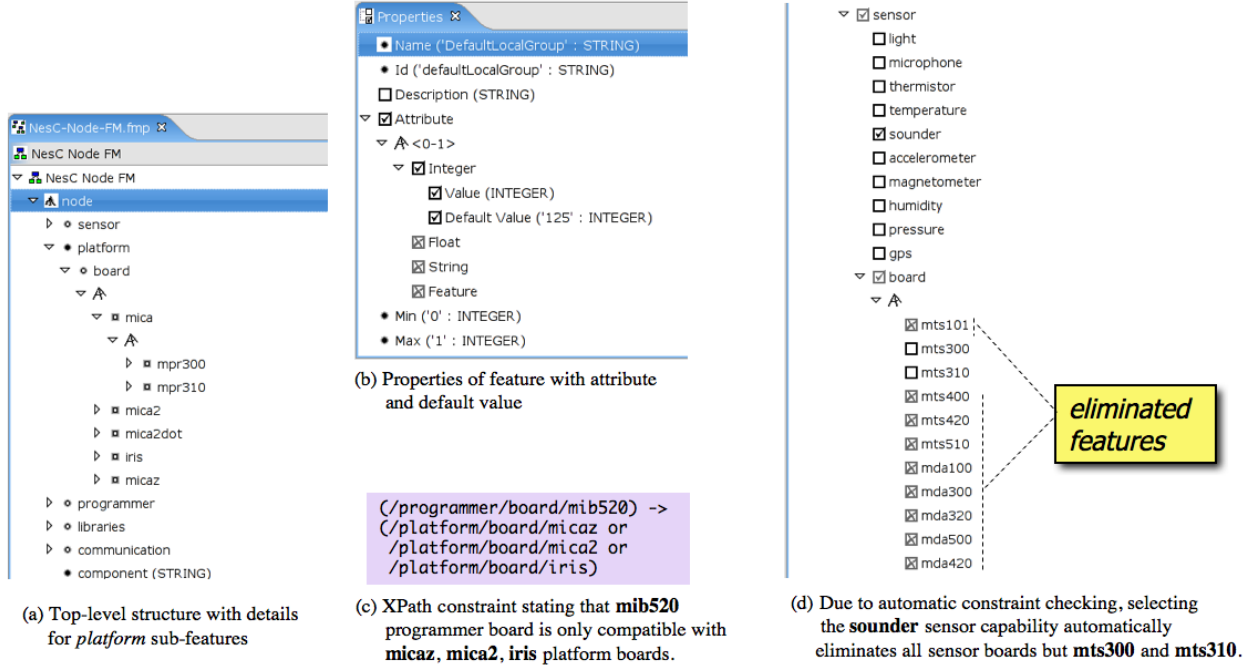 NesC-Node-FM.fmp
NesC Node FM
NesC Node FM
node
sensor
platform
board
mica
mpr300
mpr310
mica2
mica2dot
iris
micaz
programmer
libraries
communication
component (STRING)
(a) Top-level structure with details
for platform sub-features
Properties
Name ('DefaultLocalGroup' : STRING)
Id ('defaultLocalGroup' : STRING)
Description (STRING)
Attribute
<0-1>
Integer
Value (INTEGER)
Default Value ('125' : INTEGER)
Float
String
Feature
Min ('0' : INTEGER)
Max ('1' : INTEGER)
(b) Properties of feature with attribute
and default value
(/programmer/board/mib520) ->
(/platform/board/micaz or
/platform/board/mica2 or
/platform/board/iris)
(c) XPath constraint stating that mib520
programmer board is only compatible with
micaz, mica2, iris platform boards.
sensor
light
microphone
thermistor
temperature
sounder
accelerometer
magnetometer
humidity
pressure
gps
board
mts101
mts300
mts310
mts400
mts420
mts510
mda100
mda300
mda320
mda500
mda420
eliminated
features
(d) Due to automatic constraint checking, selecting
the sounder sensor capability automatically
eliminates all sensor boards but mts300 and mts310.